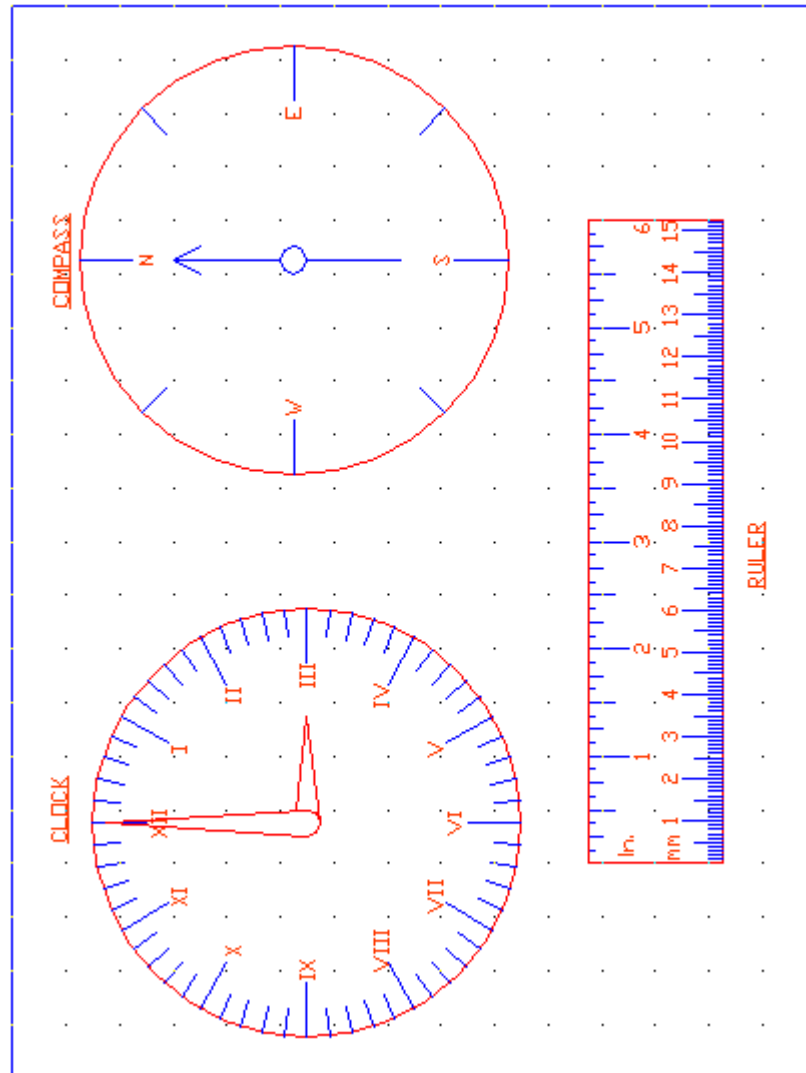 CLOCK
XII
XI I
X II
IX III
VIII IV
VII V
VI
COMPASS
N
W E
S
In. 1 2 3 4 5 6
mm 1 2 3 4 5 6 7 8 9 10 11 12 13 14 15
RULER